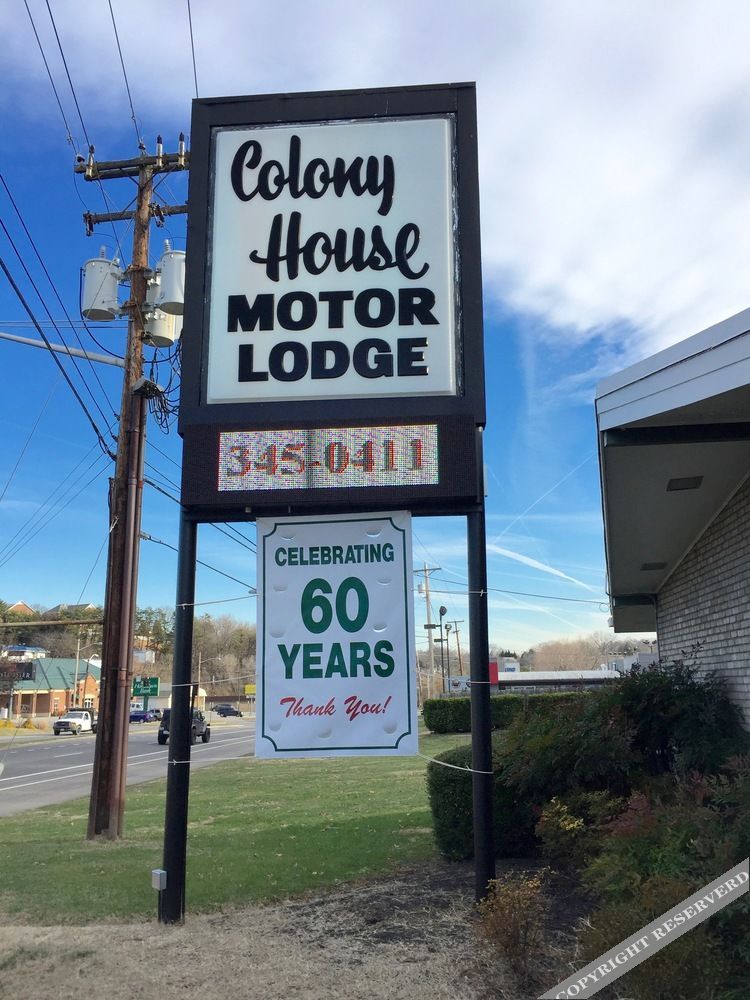 Colony
House
MOTOR
LODGE
345-0411
CELEBRATING
60
YEARS
Thank You!
COPYRIGHT RESERVERD